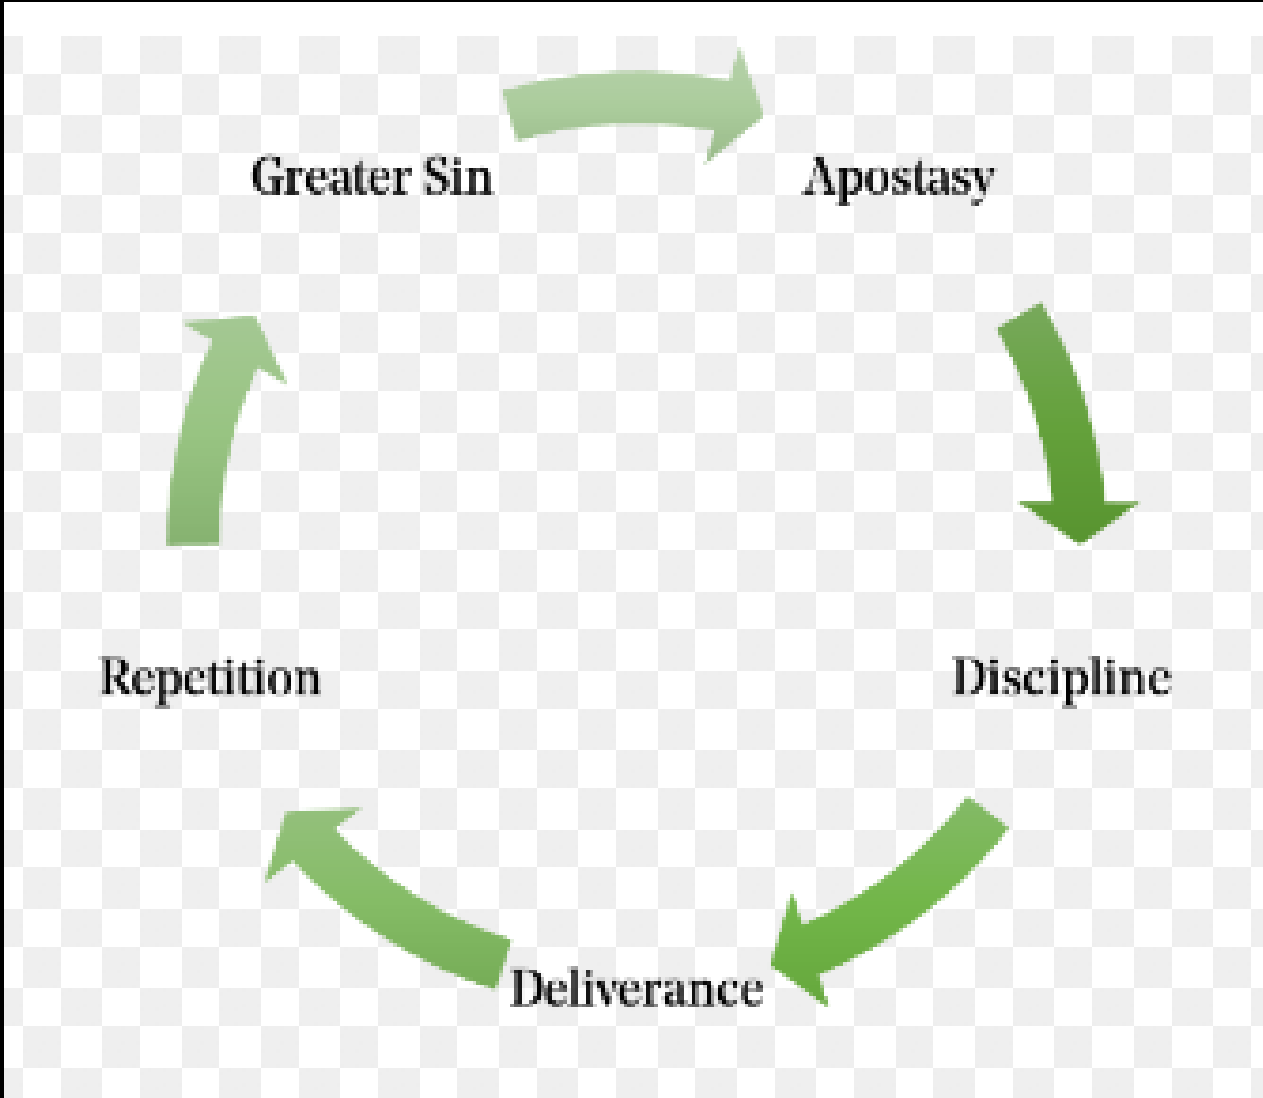 Greater Sin
Apostasy
Repetition
Discipline
Deliverance